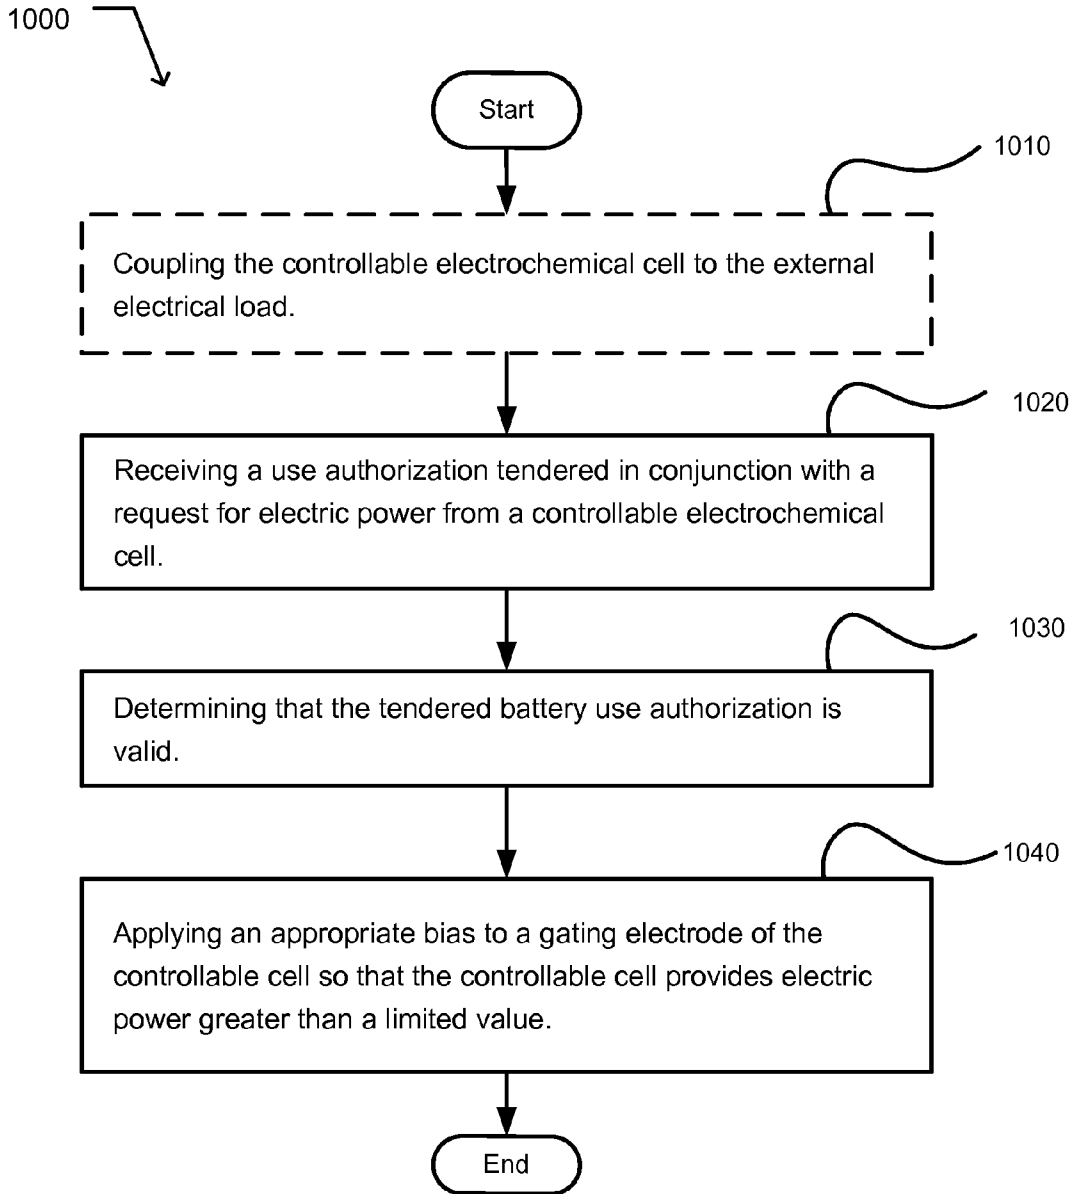 1000
Start
1010
Coupling the controllable electrochemical cell to the external
electrical load.
1020
Receiving a use authorization tendered in conjunction with a
request for electric power from a controllable electrochemical
cell.
1030
Determining that the tendered battery use authorization is
valid.
1040
Applying an appropriate bias to a gating electrode of the
controllable cell so that the controllable cell provides electric
power greater than a limited value.
End